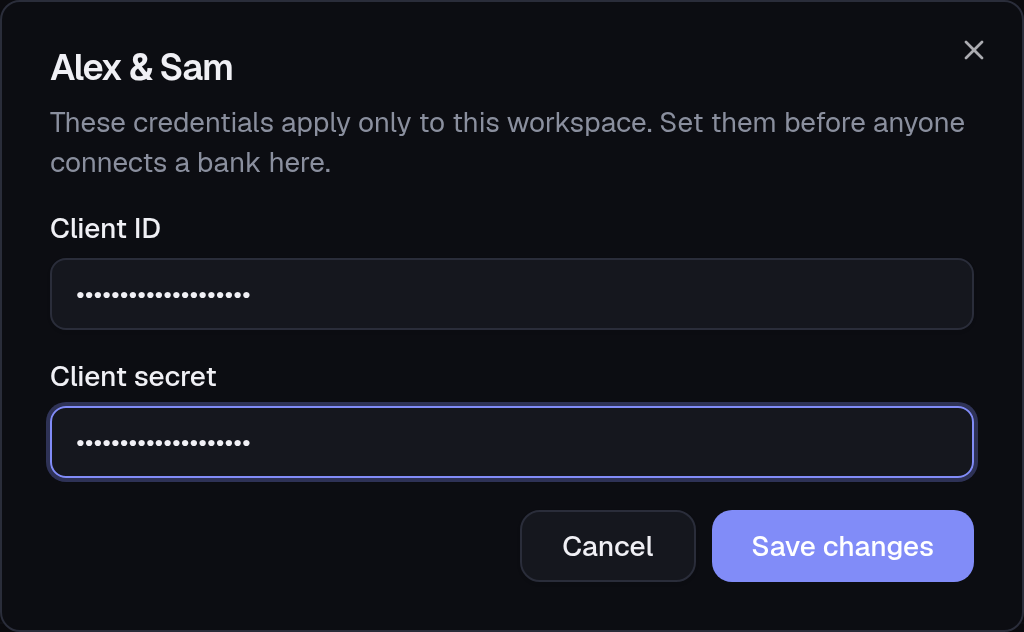 Alex & Sam
These credentials apply only to this workspace. Set them before anyone
connects a bank here.
Client ID
••••••••••••••••••••
Client secret
••••••••••••••••••••
Cancel
Save changes